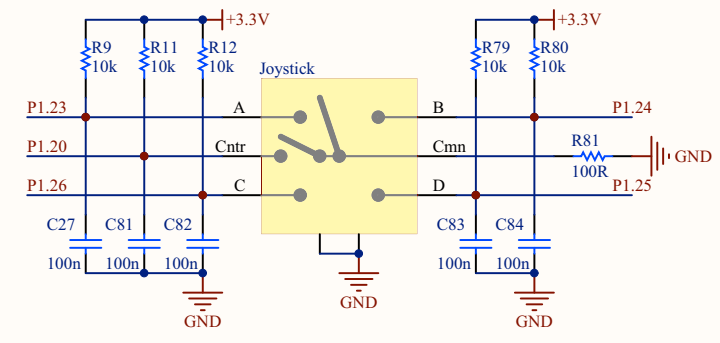 +3.3V
+3.3V
R9
10k
R11
10k
R12
10k
R79
10k
R80
10k
Joystick
P1.23
A
B
P1.24
P1.20
Cntr
Cmn
R81
100R
GND
P1.26
C
D
P1.25
C27
100n
C81
100n
C82
100n
C83
100n
C84
100n
GND
GND
GND